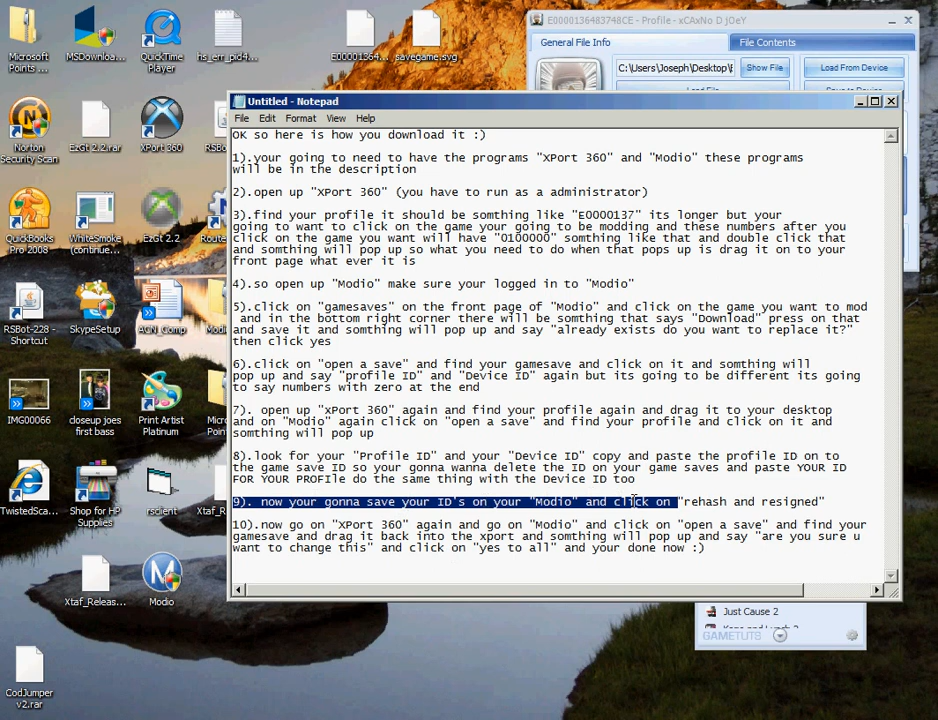 E0000136483748CE - Profile - xCAxNo D jOeY
General File Info
File Contents
C:\Users\Joseph\Desktop\E
Show File
Load From Device
Microsoft
Points ...
MSDownloa...
QuickTime
Player
hs_err_pid4...
E00001364...
savegame.svg
Untitled - Notepad
File Edit Format View Help
OK so here is how you download it :)
1).your going to need to have the programs "XPort 360" and "Modio" these programs
will be in the description
2).open up "XPort 360" (you have to run as a administrator)
3).find your profile it should be somthing like "E0000137" its longer but your
going to want to click on the game your going to be modding and these numbers after you
click on the game you want will have "0100000" somthing like that and double click that
and somthing will pop up so what you need to do when that pops up is drag it on to your
front page what ever it is
4).so open up "Modio" make sure your logged in to "Modio"
5).click on "gamesaves" on the front page of "Modio" and click on the game you want to mod
and in the bottom right corner there will be somthing that says "Download" press on that
and save it and somthing will pop up and say "already exists do you want to replace it?"
then click yes
6).click on "open a save" and find your gamesave and click on it and somthing will
pop up and say "profile ID" and "Device ID" again but its going to be different its going
to say numbers with zero at the end
7). open up "XPort 360" again and find your profile again and drag it to your desktop
and on "Modio" again click on "open a save" and find your profile and click on it and
somthing will pop up
8).look for your "Profile ID" and your "Device ID" copy and paste the profile ID on to
the game save ID so your gonna wanna delete the ID on your game saves and paste YOUR ID
FOR YOUR PROFIle do the same thing with the Device ID too
9). now your gonna save your ID's on your "Modio" and click on "rehash and resigned"
10).now go on "XPort 360" again and go on "Modio" and click on "open a save" and find your
gamesave and drag it back into the xport and somthing will pop up and say "are you sure u
want to change this" and click on "yes to all" and your done now :)
Norton
Security Scan
EzGt 2.2.rar
XPort 360
QuickBooks
Pro 2008
WhiteSmoke
(continue...
EzGt 2.2
RSBot-228 -
Shortcut
SkypeSetup
AGN_Comp
IMG00066
closeup joes
first bass
Print Artist
Platinum
TwistedSca...
Shop for HP
Supplies
rsclient
Xtaf_R...
Xtaf_Releas...
Modio
CodJumper
v2.rar
Just Cause 2
GAMETUTS